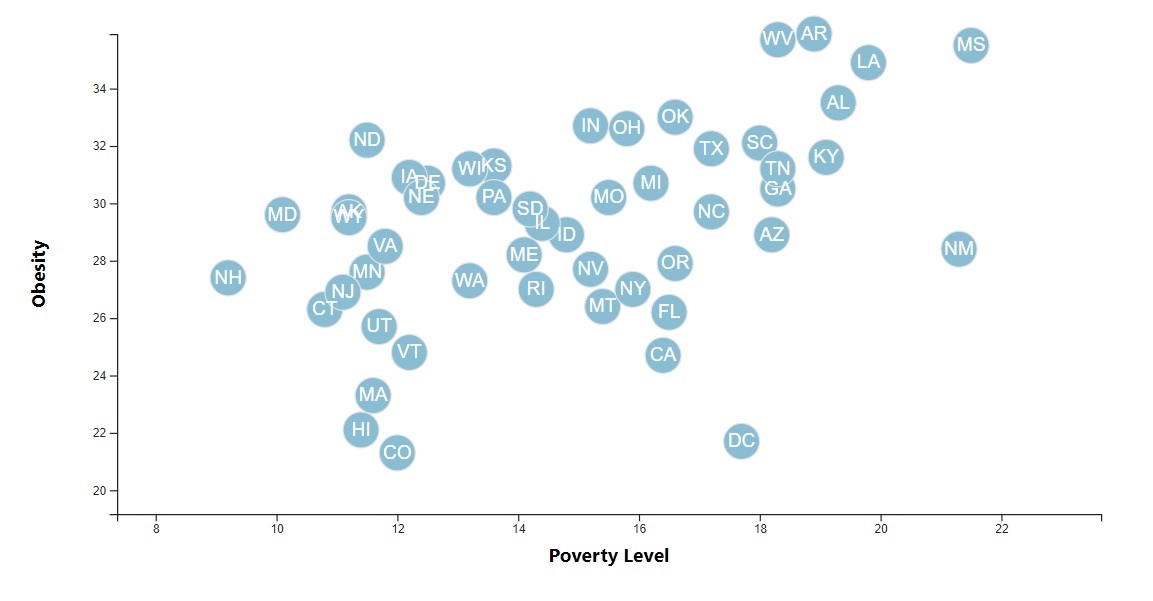 WV AR MS
LA
34
AL
OK
IN OH
32
ND
SC
TX
KY
WI KS
TN
IA
DE
MI
GA
NE
PA
MO
30
SD
MD
AK
WY
NC
IL
ID
AZ
VA
NM
ME
28
OR
NV
NH
MN
WA
NJ
RI
NY
CT
MT
FL
26
UT
VT
CA
24
MA
HI
22
DC
CO
20
8 10 12 14 16 18 20 22
Obesity
Poverty Level